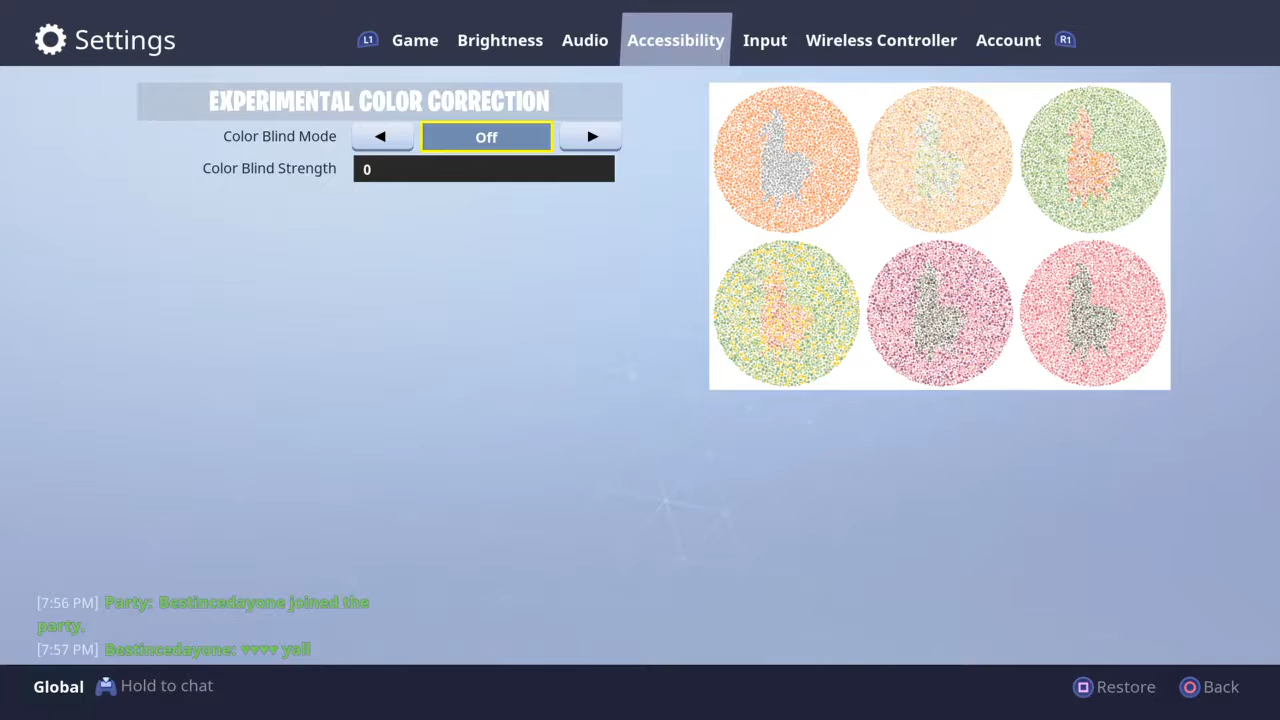 Settings
L1 Game Brightness Audio Accessibility Input Wireless Controller Account R1
EXPERIMENTAL COLOR CORRECTION
Color Blind Mode ◀ Off ▶
Color Blind Strength 0
[7:56 PM] Party: Bestincedayone joined the
party.
[7:57 PM] Bestincedayone: ♥♥♥♥ yall
Global Hold to chat
Restore Back